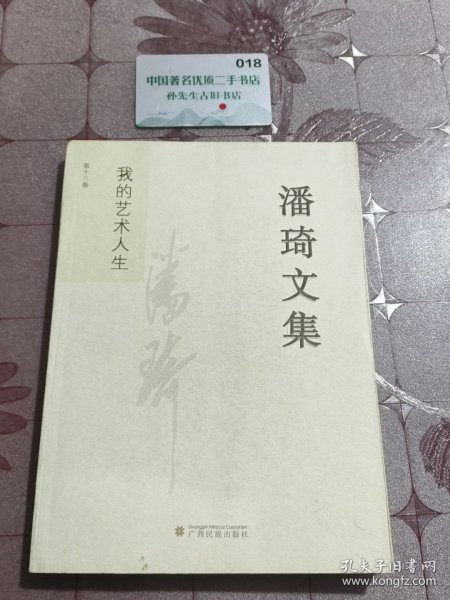 018
中国著名优质二手书店
孙先生古旧书店
第十八卷
我的艺术人生
潘琦文集
潘琦
广西民族出版社
孔夫子旧书网
www.kongfz.com